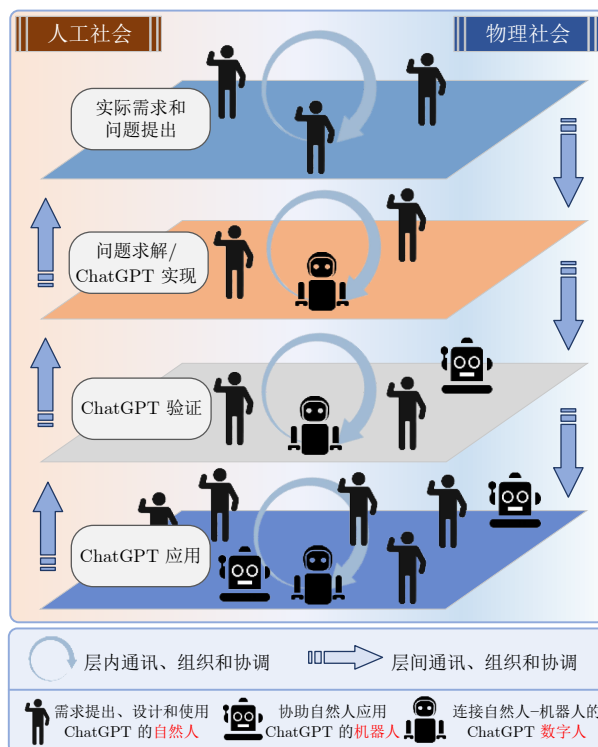 人工社会
物理社会
实际需求和
问题提出
问题求解/
ChatGPT 实现
ChatGPT 验证
ChatGPT 应用
层内通讯、组织和协调
层间通讯、组织和协调
需求提出、设计和使用
ChatGPT 的自然人
协助自然人应用
ChatGPT 的机器人
连接自然人–机器人的
ChatGPT 数字人